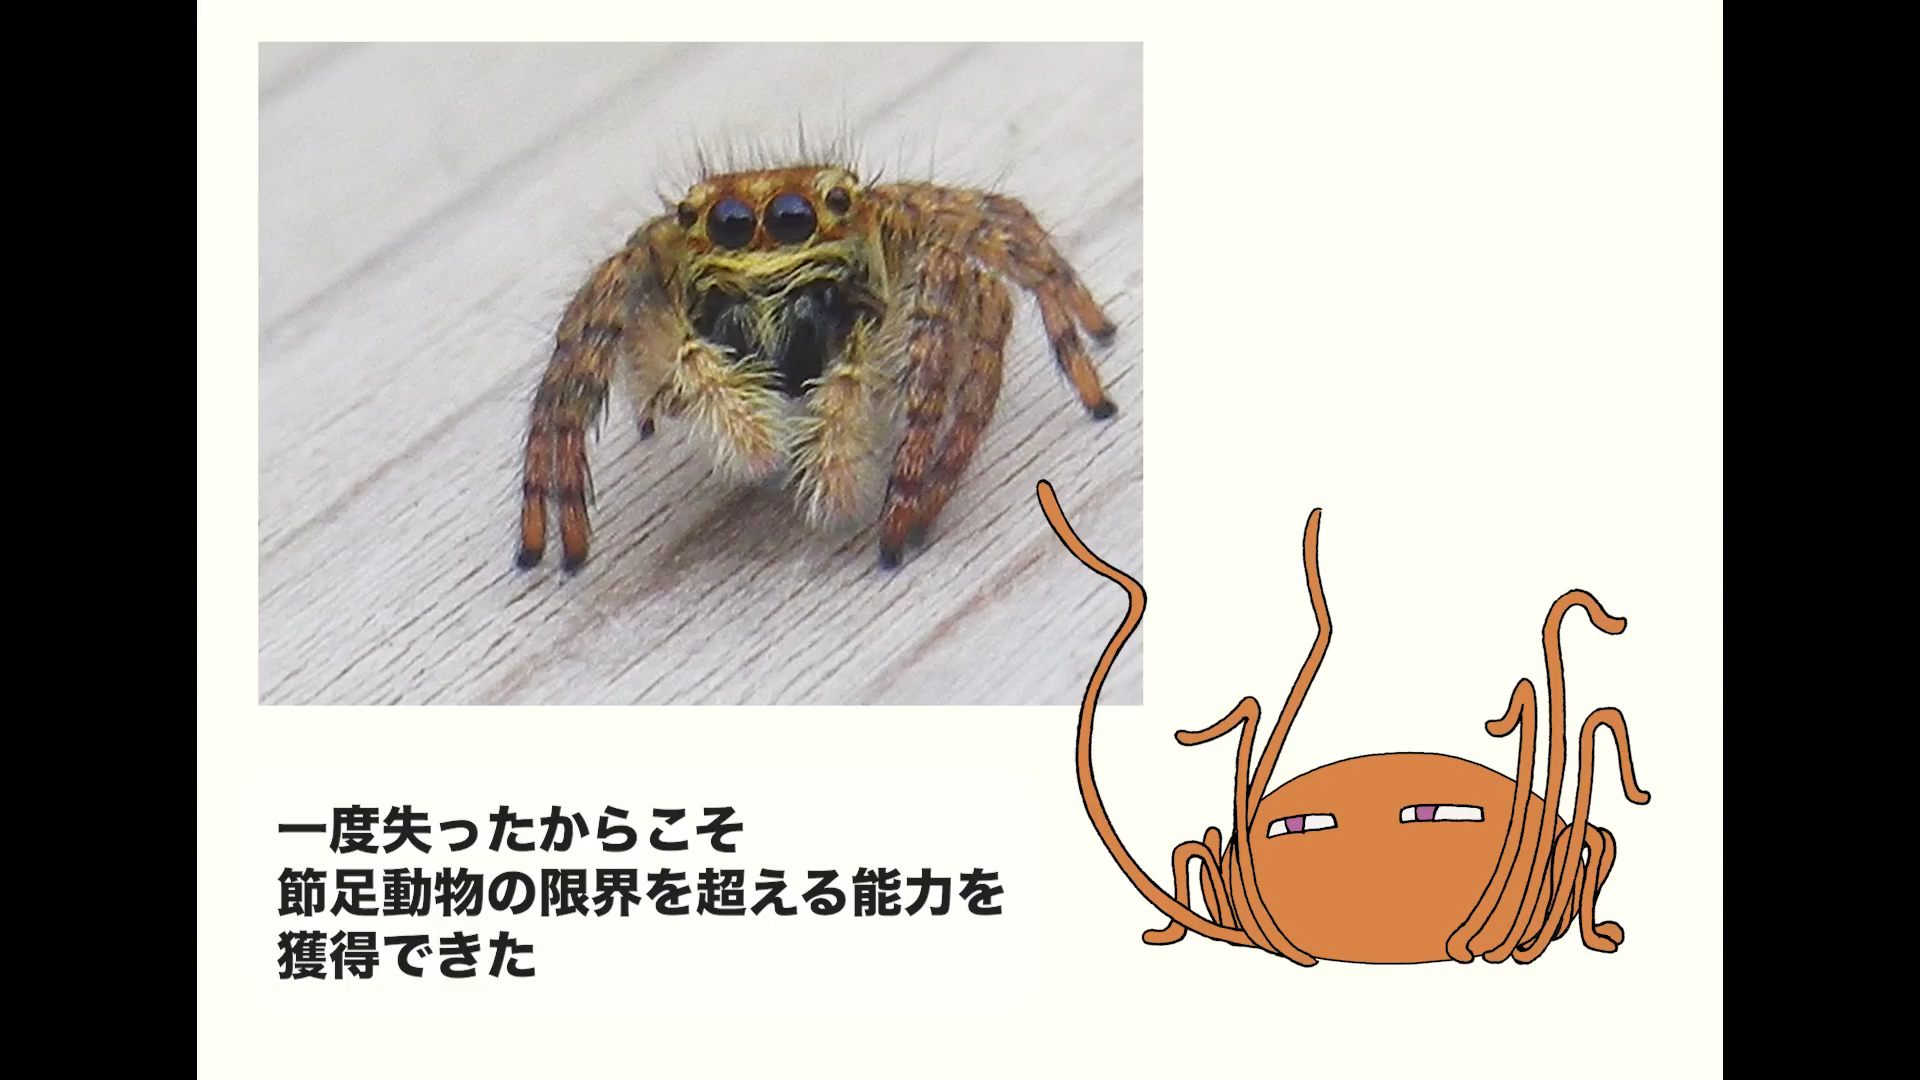 一度失ったからこそ
節足動物の限界を超える能力を
獲得できた